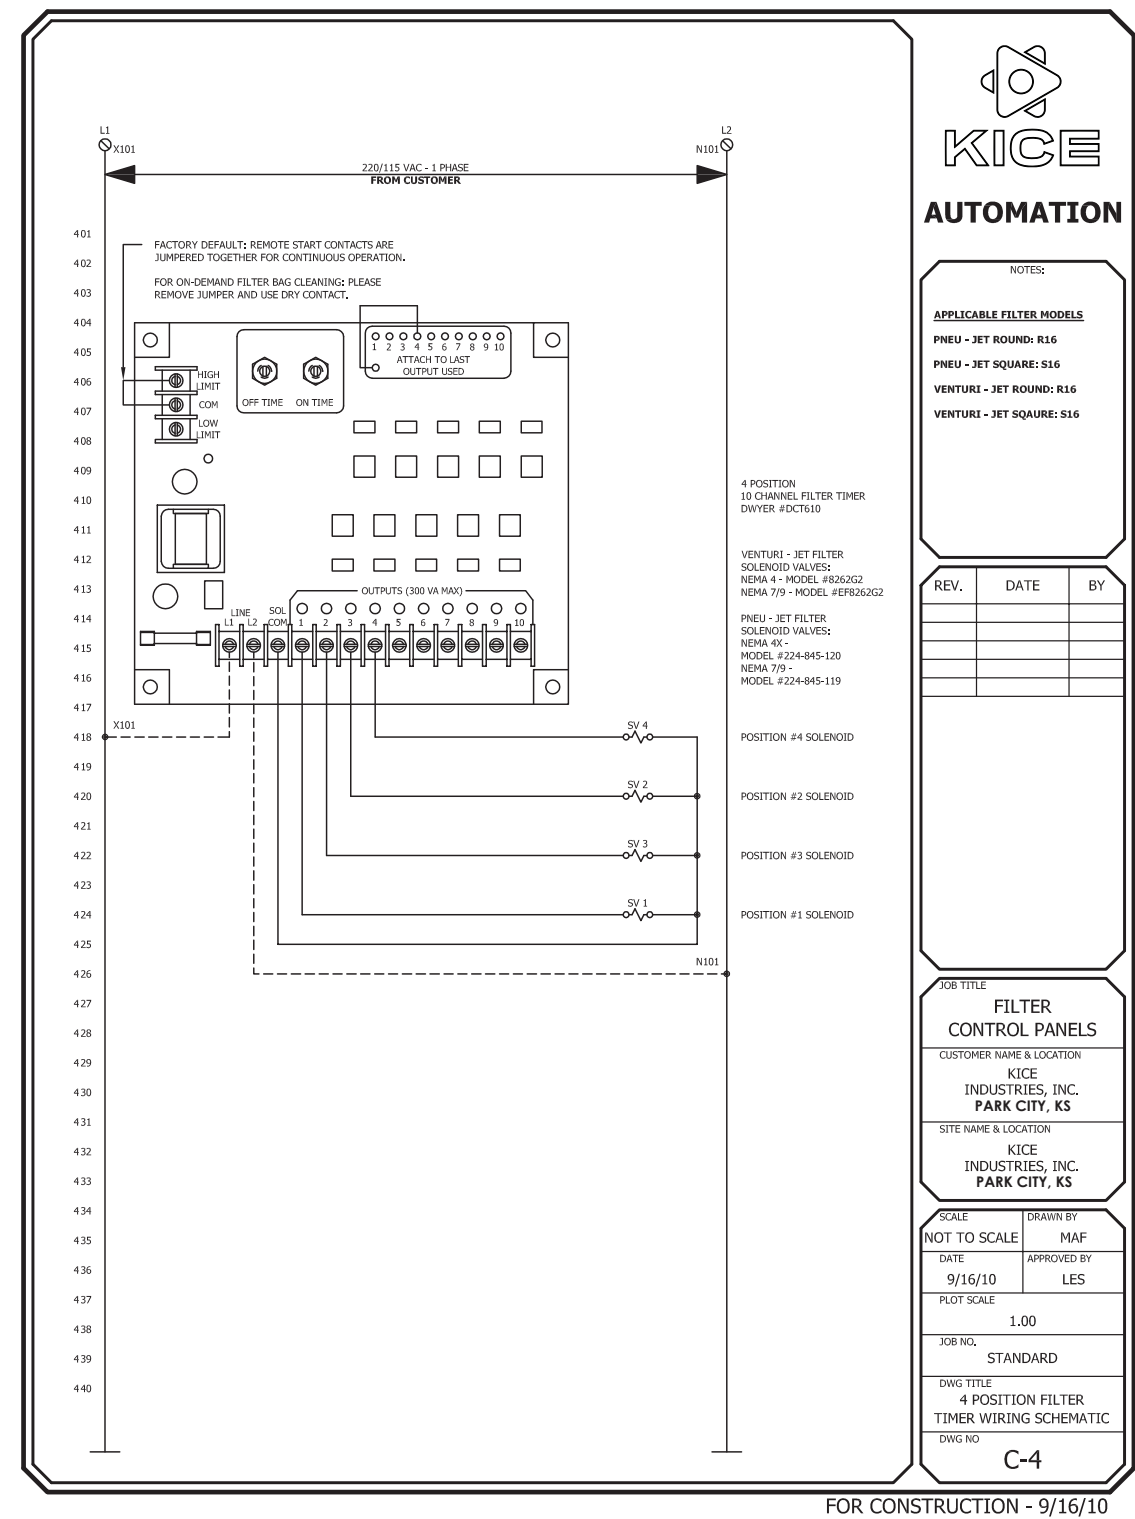 L1
X101
L2
N101
220/115 VAC - 1 PHASE
FROM CUSTOMER
401
402
403
404
405
406
407
408
409
410
411
412
413
414
415
416
417
418
419
420
421
422
423
424
425
426
427
428
429
430
431
432
433
434
435
436
437
438
439
440
FACTORY DEFAULT: REMOTE START CONTACTS ARE
JUMPERED TOGETHER FOR CONTINUOUS OPERATION.
FOR ON-DEMAND FILTER BAG CLEANING: PLEASE
REMOVE JUMPER AND USE DRY CONTACT.
1 2 3 4 5 6 7 8 9 10
ATTACH TO LAST
OUTPUT USED
HIGH
LIMIT
COM
LOW
LIMIT
OFF TIME
ON TIME
OUTPUTS (300 VA MAX)
LINE
L1 L2
SOL
COM
1 2 3 4 5 6 7 8 9 10
X101
SV 4
SV 2
SV 3
SV 1
N101
4 POSITION
10 CHANNEL FILTER TIMER
DWYER #DCT610
VENTURI - JET FILTER
SOLENOID VALVES:
NEMA 4 - MODEL #8262G2
NEMA 7/9 - MODEL #EF8262G2
PNEU - JET FILTER
SOLENOID VALVES:
NEMA 4X -
MODEL #224-845-120
NEMA 7/9 -
MODEL #224-845-119
POSITION #4 SOLENOID
POSITION #2 SOLENOID
POSITION #3 SOLENOID
POSITION #1 SOLENOID
KICE
AUTOMATION
NOTES:
APPLICABLE FILTER MODELS
PNEU - JET ROUND: R16
PNEU - JET SQUARE: S16
VENTURI - JET ROUND: R16
VENTURI - JET SQAURE: S16
REV. DATE BY
JOB TITLE
FILTER
CONTROL PANELS
CUSTOMER NAME & LOCATION
KICE
INDUSTRIES, INC.
PARK CITY, KS
SITE NAME & LOCATION
KICE
INDUSTRIES, INC.
PARK CITY, KS
SCALE
NOT TO SCALE
DRAWN BY
MAF
DATE
9/16/10
APPROVED BY
LES
PLOT SCALE
1.00
JOB NO.
STANDARD
DWG TITLE
4 POSITION FILTER
TIMER WIRING SCHEMATIC
DWG NO
C-4
FOR CONSTRUCTION - 9/16/10